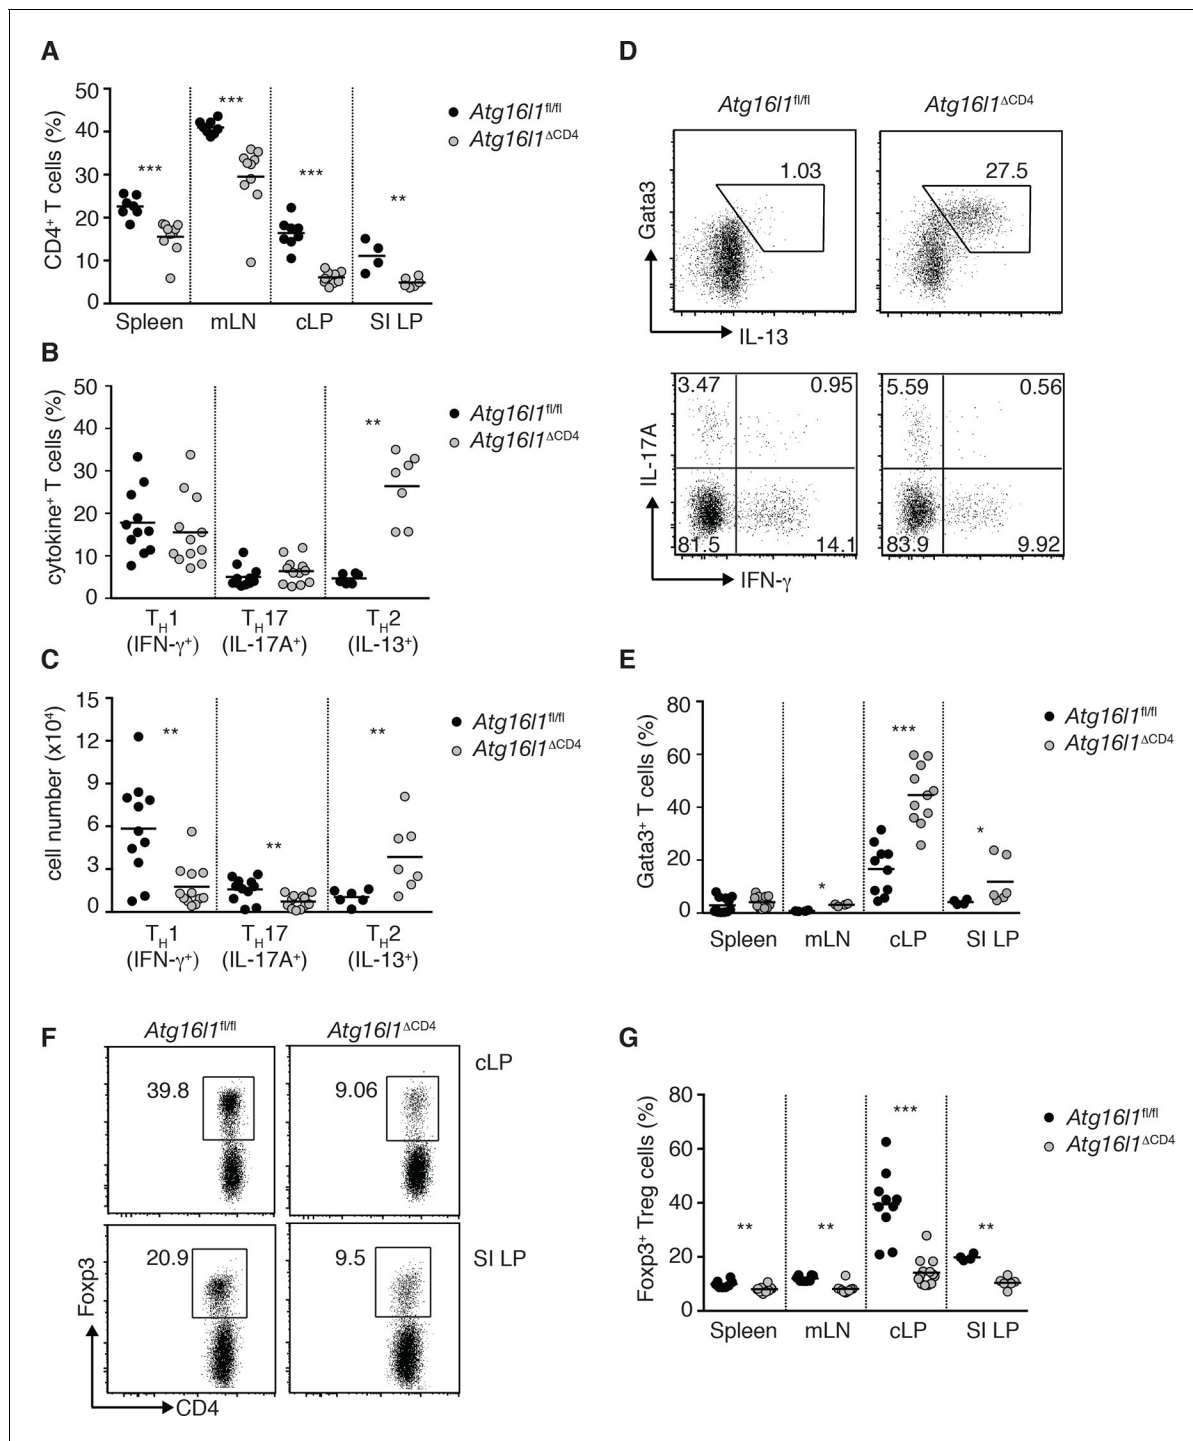 A
50
40
30
20
10
0
CD4⁺ T cells (%)
***
***
***
**
Spleen mLN cLP SI LP
Atg16l1fl/fl
Atg16l1ΔCD4
B
50
40
30
20
10
0
cytokine⁺ T cells (%)
**
TH1 TH17 TH2
(IFN-γ⁺) (IL-17A⁺) (IL-13⁺)
Atg16l1fl/fl
Atg16l1ΔCD4
C
15
12
9
6
3
0
cell number (x10⁴)
**
**
**
TH1 TH17 TH2
(IFN-γ⁺) (IL-17A⁺) (IL-13⁺)
Atg16l1fl/fl
Atg16l1ΔCD4
D
Atg16l1fl/fl Atg16l1ΔCD4
1.03 27.5
Gata3
IL-13
3.47 0.95 5.59 0.56
81.5 14.1 83.9 9.92
IL-17A
IFN-γ
E
80
60
40
20
0
Gata3⁺ T cells (%)
*
***
*
Spleen mLN cLP SI LP
Atg16l1fl/fl
Atg16l1ΔCD4
F
Atg16l1fl/fl Atg16l1ΔCD4
39.8 9.06 cLP
20.9 9.5 SI LP
Foxp3
CD4
G
80
60
40
20
0
Foxp3⁺ Treg cells (%)
**
**
***
**
Spleen mLN cLP SI LP
Atg16l1fl/fl
Atg16l1ΔCD4